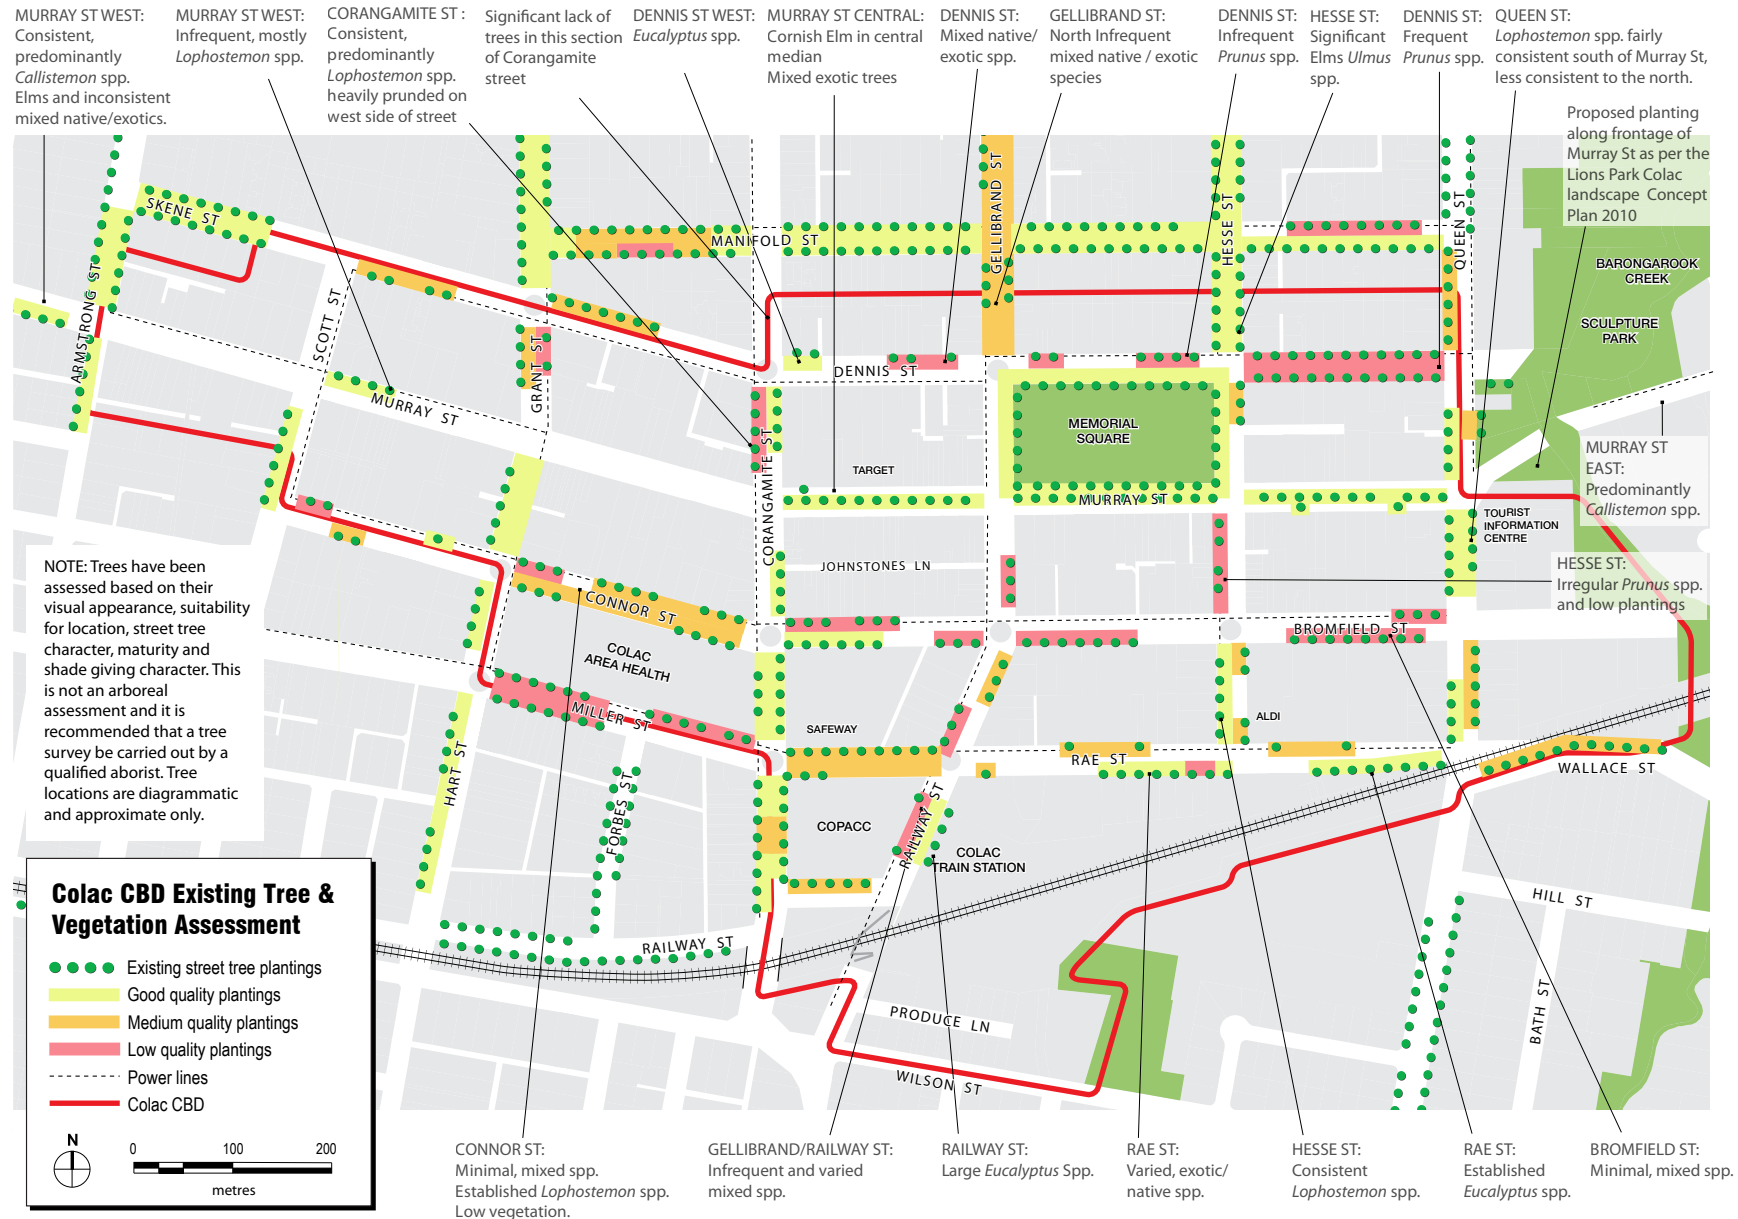 MURRAY ST WEST:
Consistent,
predominantly
Callistemon spp.
Elms and inconsistent
mixed native/exotics.
MURRAY ST WEST:
Infrequent, mostly
Lophostemon spp.
CORANGAMITE ST :
Consistent,
predominantly
Lophostemon spp.
heavily prunded on
west side of street
Significant lack of
trees in this section
of Corangamite
street
DENNIS ST WEST:
Eucalyptus spp.
MURRAY ST CENTRAL:
Cornish Elm in central
median
Mixed exotic trees
DENNIS ST:
Mixed native/
exotic spp.
GELLIBRAND ST:
North Infrequent
mixed native / exotic
species
DENNIS ST:
Infrequent
Prunus spp.
HESSE ST:
Significant
Elms Ulmus
spp.
DENNIS ST:
Frequent
Prunus spp.
QUEEN ST:
Lophostemon spp. fairly
consistent south of Murray St,
less consistent to the north.
Proposed planting
along frontage of
Murray St as per the
Lions Park Colac
landscape Concept
Plan 2010
SKENE ST
MANIFOLD ST
GELLIBRAND ST
HESSE ST
QUEEN ST
BARONGAROOK
CREEK
SCULPTURE
PARK
ARMSTRONG ST
SCOTT ST
GRANT ST
MURRAY ST
DENNIS ST
CORANGAMITE ST
TARGET
MEMORIAL
SQUARE
MURRAY ST
MURRAY ST
EAST:
Predominantly
Callistemon spp.
TOURIST
INFORMATION
CENTRE
JOHNSTONES LN
HESSE ST:
Irregular Prunus spp.
and low plantings
NOTE: Trees have been
assessed based on their
visual appearance, suitability
for location, street tree
character, maturity and
shade giving character. This
is not an arboreal
assessment and it is
recommended that a tree
survey be carried out by a
qualified aborist. Tree
locations are diagrammatic
and approximate only.
CONNOR ST
COLAC
AREA HEALTH
BROMFIELD ST
MILLER ST
SAFEWAY
ALDI
RAE ST
WALLACE ST
HART ST
FORBES ST
COPACC
RAILWAY ST
COLAC
TRAIN STATION
HILL ST
RAILWAY ST
PRODUCE LN
BATH ST
WILSON ST
Colac CBD Existing Tree &
Vegetation Assessment
Existing street tree plantings
Good quality plantings
Medium quality plantings
Low quality plantings
Power lines
Colac CBD
N
0 100 200
metres
CONNOR ST:
Minimal, mixed spp.
Established Lophostemon spp.
Low vegetation.
GELLIBRAND/RAILWAY ST:
Infrequent and varied
mixed spp.
RAILWAY ST:
Large Eucalyptus Spp.
RAE ST:
Varied, exotic/
native spp.
HESSE ST:
Consistent
Lophostemon spp.
RAE ST:
Established
Eucalyptus spp.
BROMFIELD ST:
Minimal, mixed spp.